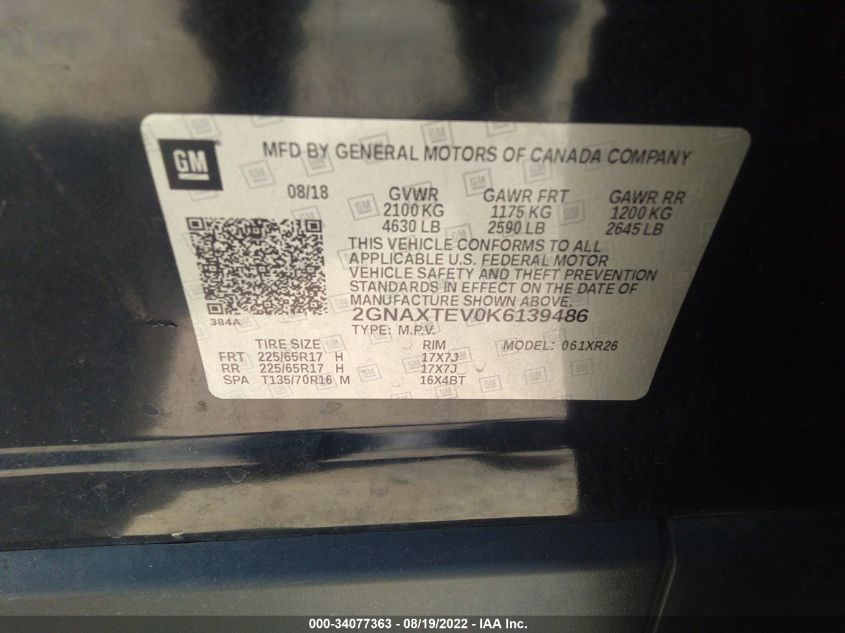 GM
MFD BY GENERAL MOTORS OF CANADA COMPANY
08/18 GVWR GAWR FRT GAWR RR
2100 KG 1175 KG 1200 KG
4630 LB 2590 LB 2645 LB
THIS VEHICLE CONFORMS TO ALL
APPLICABLE U.S. FEDERAL MOTOR
VEHICLE SAFETY AND THEFT PREVENTION
STANDARDS IN EFFECT ON THE DATE OF
MANUFACTURE SHOWN ABOVE.
384A
2GNAXTEV0K6139486
TYPE: M.P.V.
TIRE SIZE RIM MODEL: 061XR26
FRT 225/65R17 H 17X7J
RR 225/65R17 H 17X7J
SPA T135/70R16 M 16X4BT
000-34077363 - 08/19/2022 - IAA Inc.